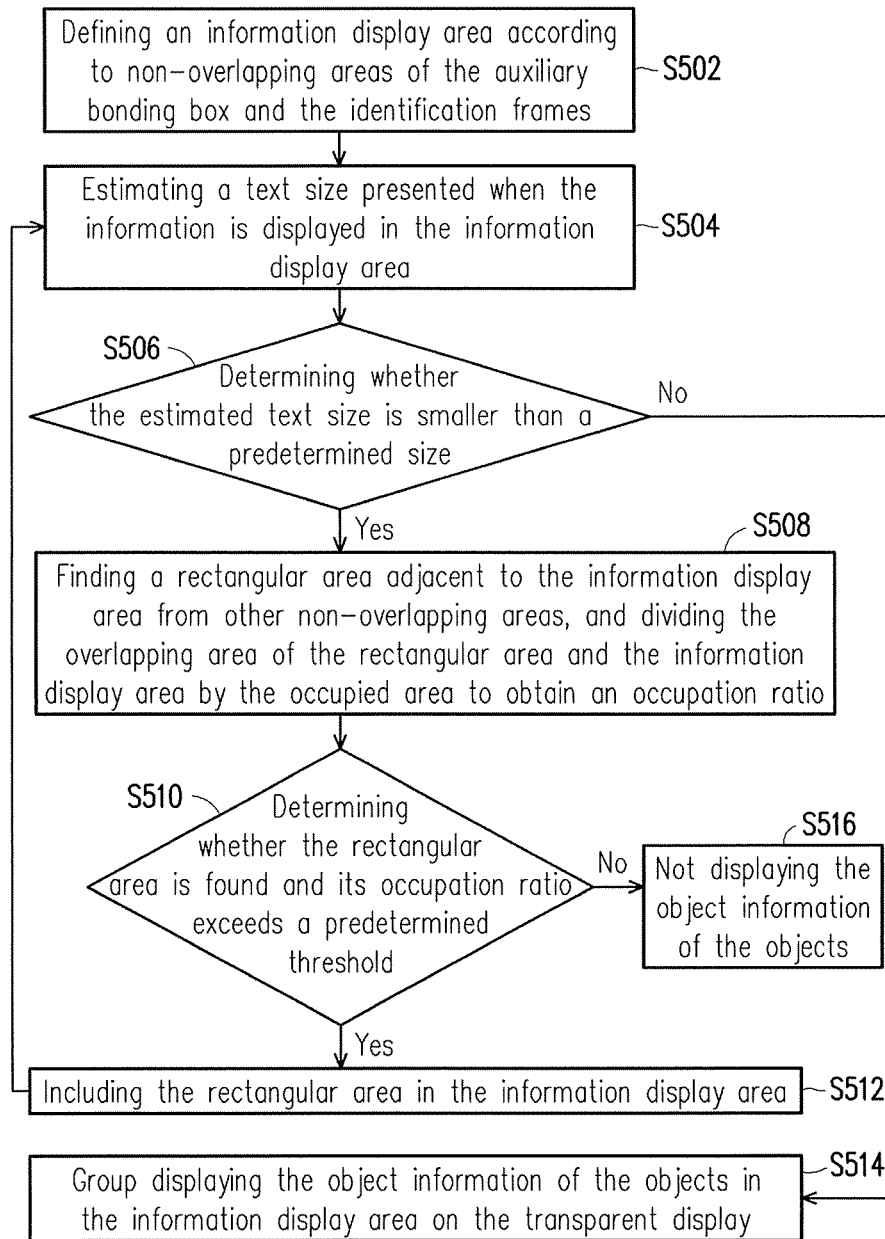 Defining an information display area according
to non-overlapping areas of the auxiliary
bonding box and the identification frames
S502
Estimating a text size presented when the
information is displayed in the information
display area
S504
S506
Determining whether
the estimated text size is smaller than a
predetermined size
No
Yes
S508
Finding a rectangular area adjacent to the information display
area from other non-overlapping areas, and dividing the
overlapping area of the rectangular area and the information
display area by the occupied area to obtain an occupation ratio
S510
Determining
whether the rectangular
area is found and its occupation ratio
exceeds a predetermined
threshold
No
S516
Not displaying the
object information
of the objects
Yes
Including the rectangular area in the information display area
S512
S514
Group displaying the object information of the objects in
the information display area on the transparent display